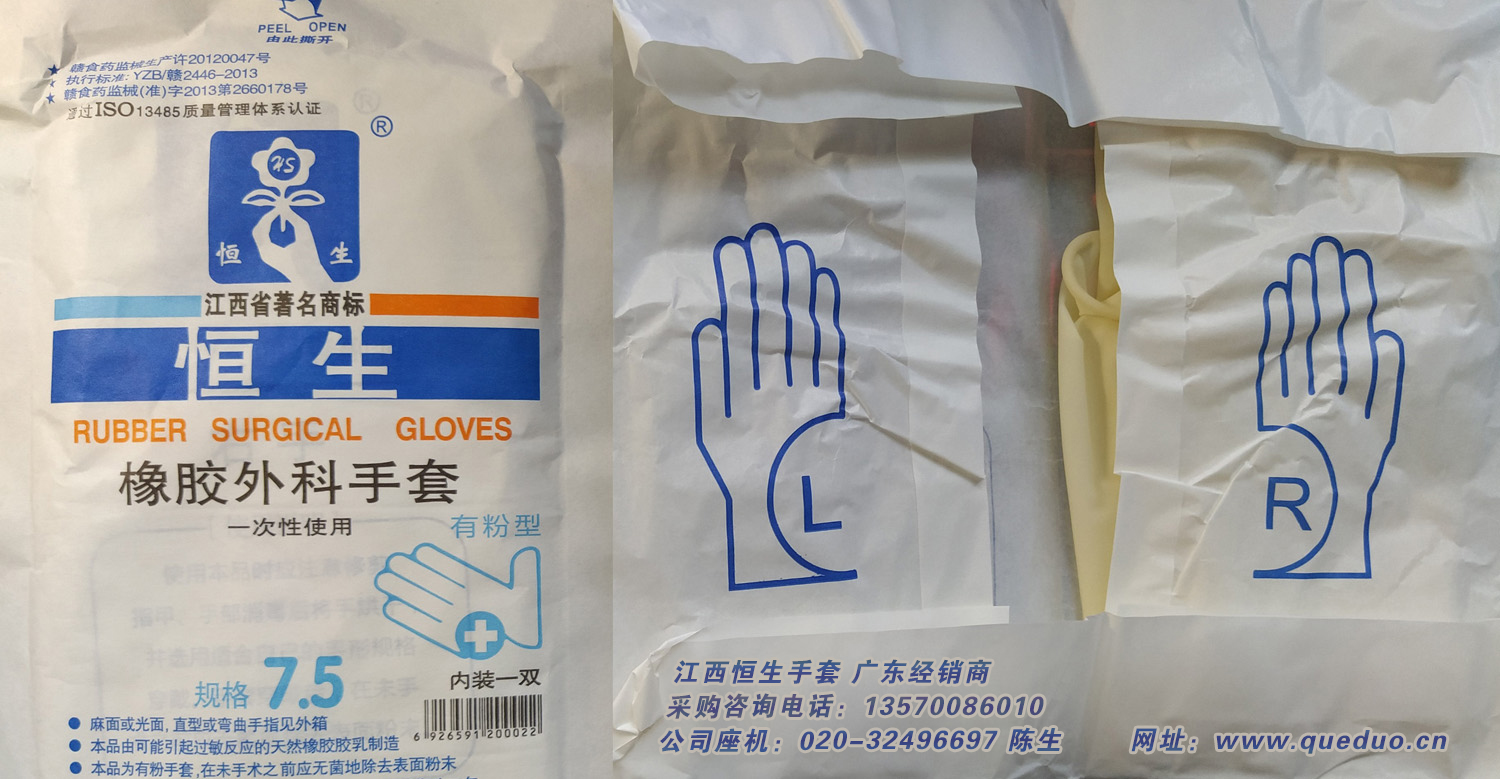 PEEL OPEN
由此撕开
★ 赣食药监械生产许20120047号
★ 执行标准: YZB/赣2446-2013
★ 赣食药监械(准)字2013第2660178号
通过ISO13485质量管理体系认证
®
HS
恒 生
江西省著名商标
恒生
RUBBER SURGICAL GLOVES
橡胶外科手套
一次性使用
有粉型
规格 7.5
内装一双
6 926591 200022
● 麻面或光面,直型或弯曲手指见外箱
● 本品由可能引起过敏反应的天然橡胶胶乳制造
● 本品为有粉手套,在未手术之前应无菌地除去表面粉末
L
R
江西恒生手套 广东经销商
采购咨询电话：13570086010
公司座机：020-32496697 陈生
网址：www.queduo.cn